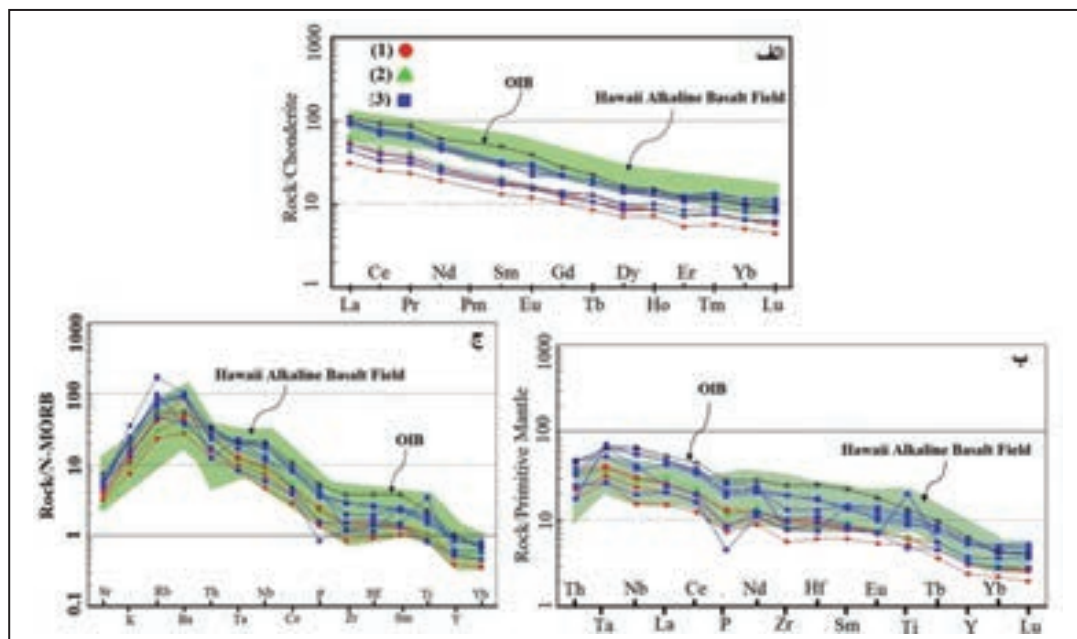 1000
100
10
1
Rock/Chonderite
(1)
(2)
(3)
الف
OIB
Hawaii Alkaline Basalt Field
Ce Nd Sm Gd Dy Er Yb
La Pr Pm Eu Tb Ho Tm Lu
1000
100
10
1
0.1
Rock/N-MORB
ج
Hawaii Alkaline Basalt Field
OIB
Sr Rb Th Nb P Hf Ti Yb
K Ba Ta Ce Zr Sm Y
1000
100
10
1
Rock/Primitive Mantle
ب
OIB
Hawaii Alkaline Basalt Field
Th Nb Ce Nd Hf Eu Tb Yb
Ta La P Zr Sm Ti Y Lu